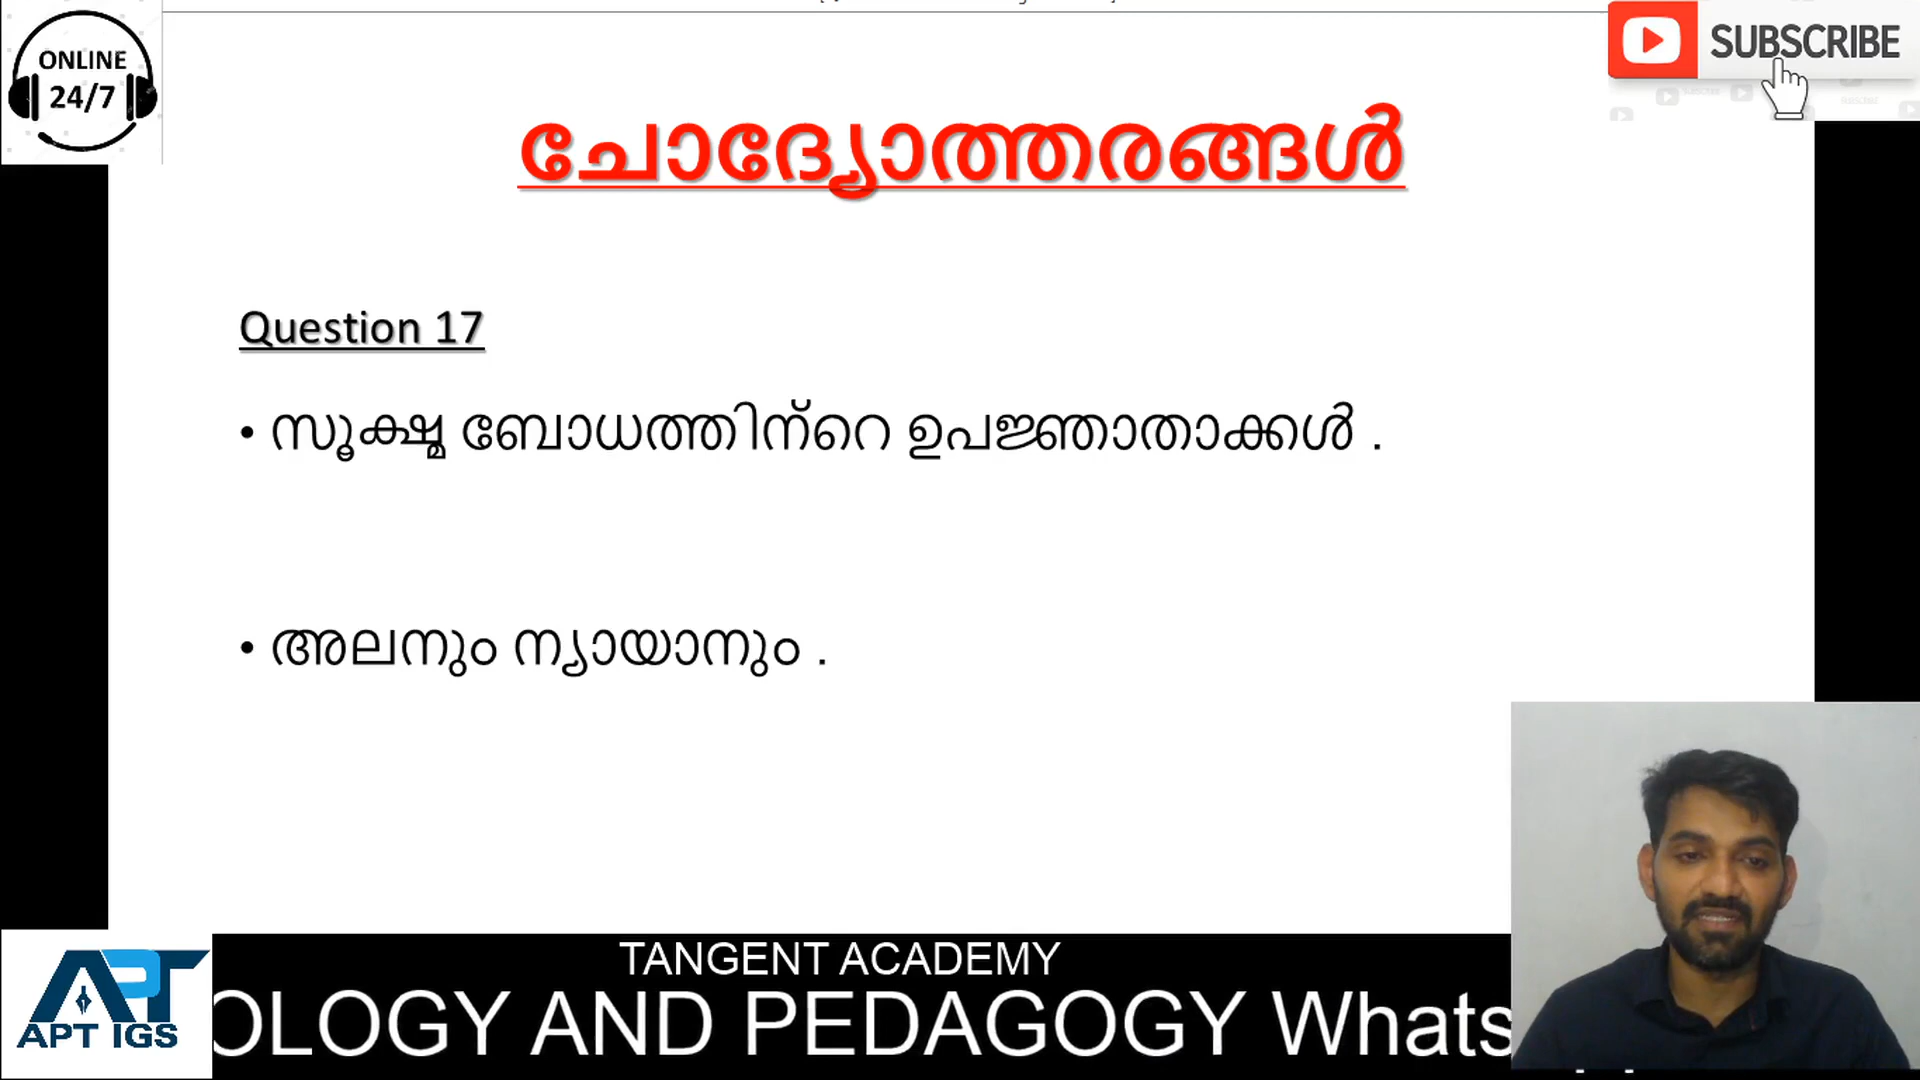 ONLINE
24/7
SUBSCRIBE
ചോദ്യോത്തരങ്ങൾ
Question 17
• സൂക്ഷ്മ ബോധത്തിന്റെ ഉപജ്ഞാതാക്കൾ .
• അലനും ന്യായാനും .
TANGENT ACADEMY
OLOGY AND PEDAGOGY Whats
APT IGS